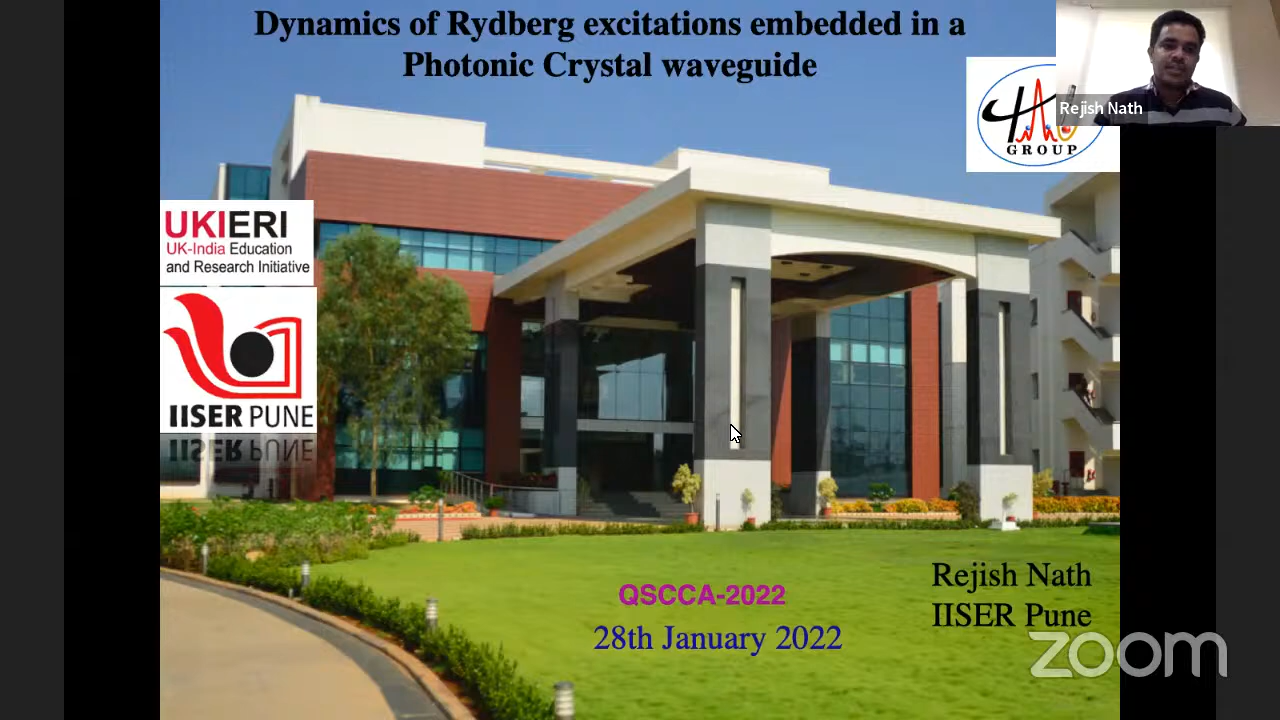 Dynamics of Rydberg excitations embedded in a
Photonic Crystal waveguide
Rejish Nath
GROUP
UKIERI
UK-India Education
and Research Initiative
IISER PUNE
QSCCA-2022
28th January 2022
Rejish Nath
IISER Pune
zoom